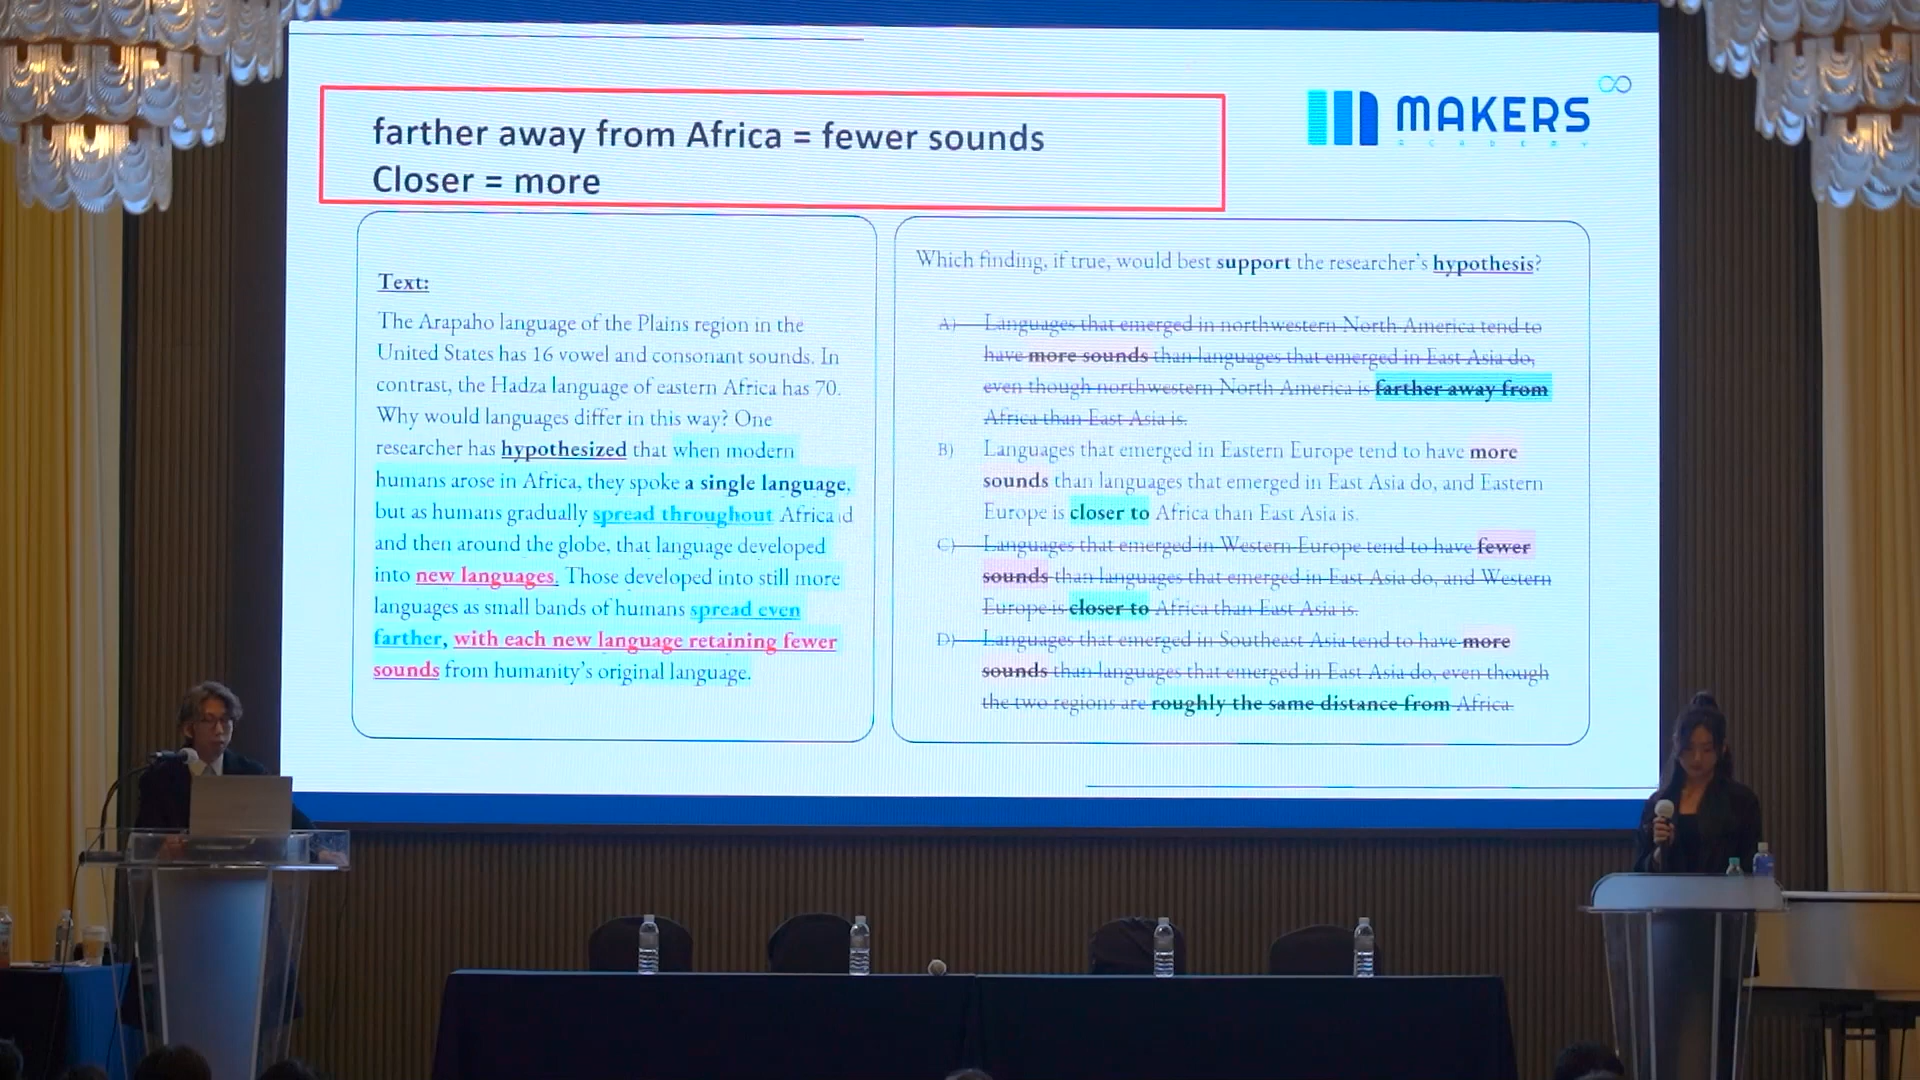 farther away from Africa = fewer sounds
Closer = more
MAKERS
ACADEMY
Text:
The Arapaho language of the Plains region in the
United States has 16 vowel and consonant sounds. In
contrast, the Hadza language of eastern Africa has 70.
Why would languages differ in this way? One
researcher has hypothesized that when modern
humans arose in Africa, they spoke a single language,
but as humans gradually spread throughout Africa
and then around the globe, that language developed
into new languages. Those developed into still more
languages as small bands of humans spread even
farther, with each new language retaining fewer
sounds from humanity's original language.
Which finding, if true, would best support the researcher's hypothesis?
A) Languages that emerged in northwestern North America tend to
have more sounds than languages that emerged in East Asia do,
even though northwestern North America is farther away from
Africa than East Asia is.
B) Languages that emerged in Eastern Europe tend to have more
sounds than languages that emerged in East Asia do, and Eastern
Europe is closer to Africa than East Asia is.
C) Languages that emerged in Western Europe tend to have fewer
sounds than languages that emerged in East Asia do, and Western
Europe is closer to Africa than East Asia is.
D) Languages that emerged in Southeast Asia tend to have more
sounds than languages that emerged in East Asia do, even though
the two regions are roughly the same distance from Africa.